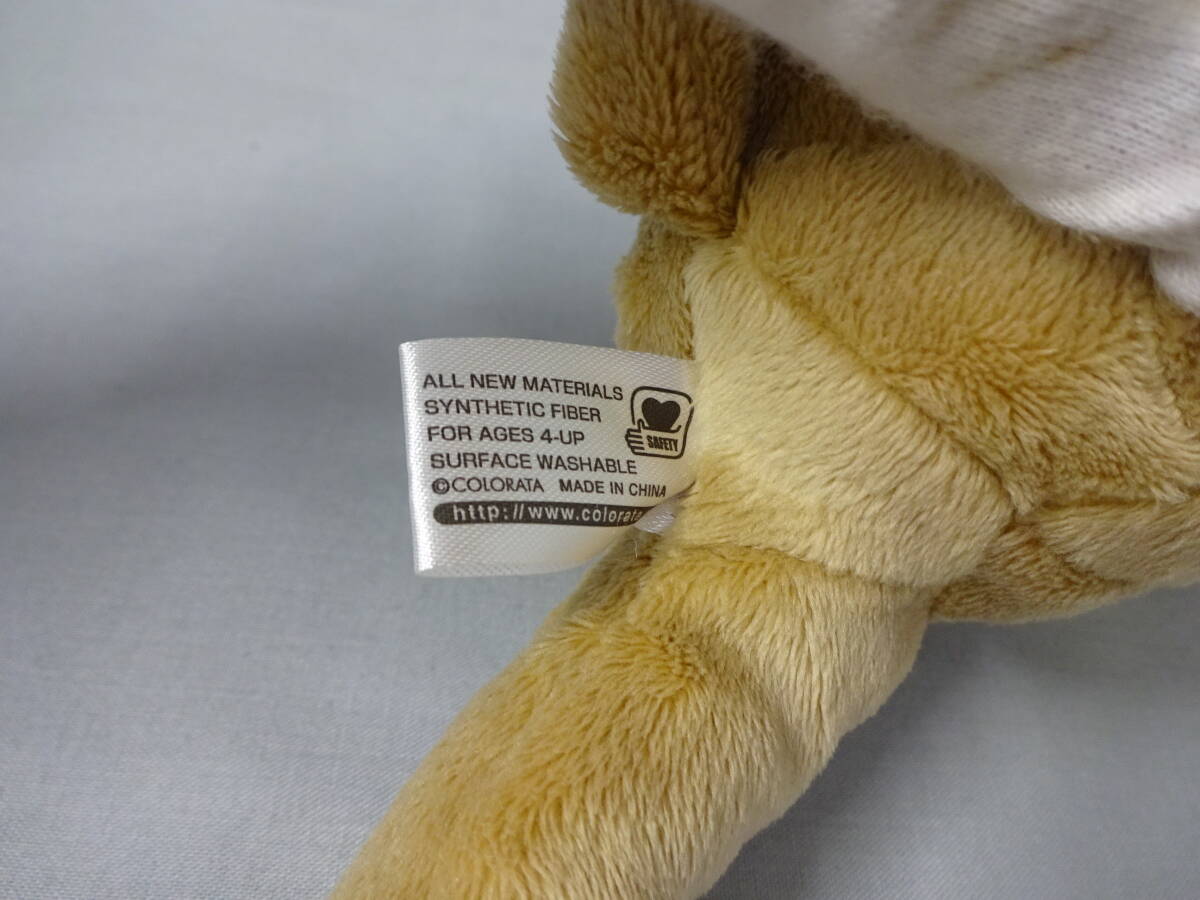 ALL NEW MATERIALS
SYNTHETIC FIBER
FOR AGES 4-UP
SAFETY
SURFACE WASHABLE
©COLORATA MADE IN CHINA
http://www.colorata